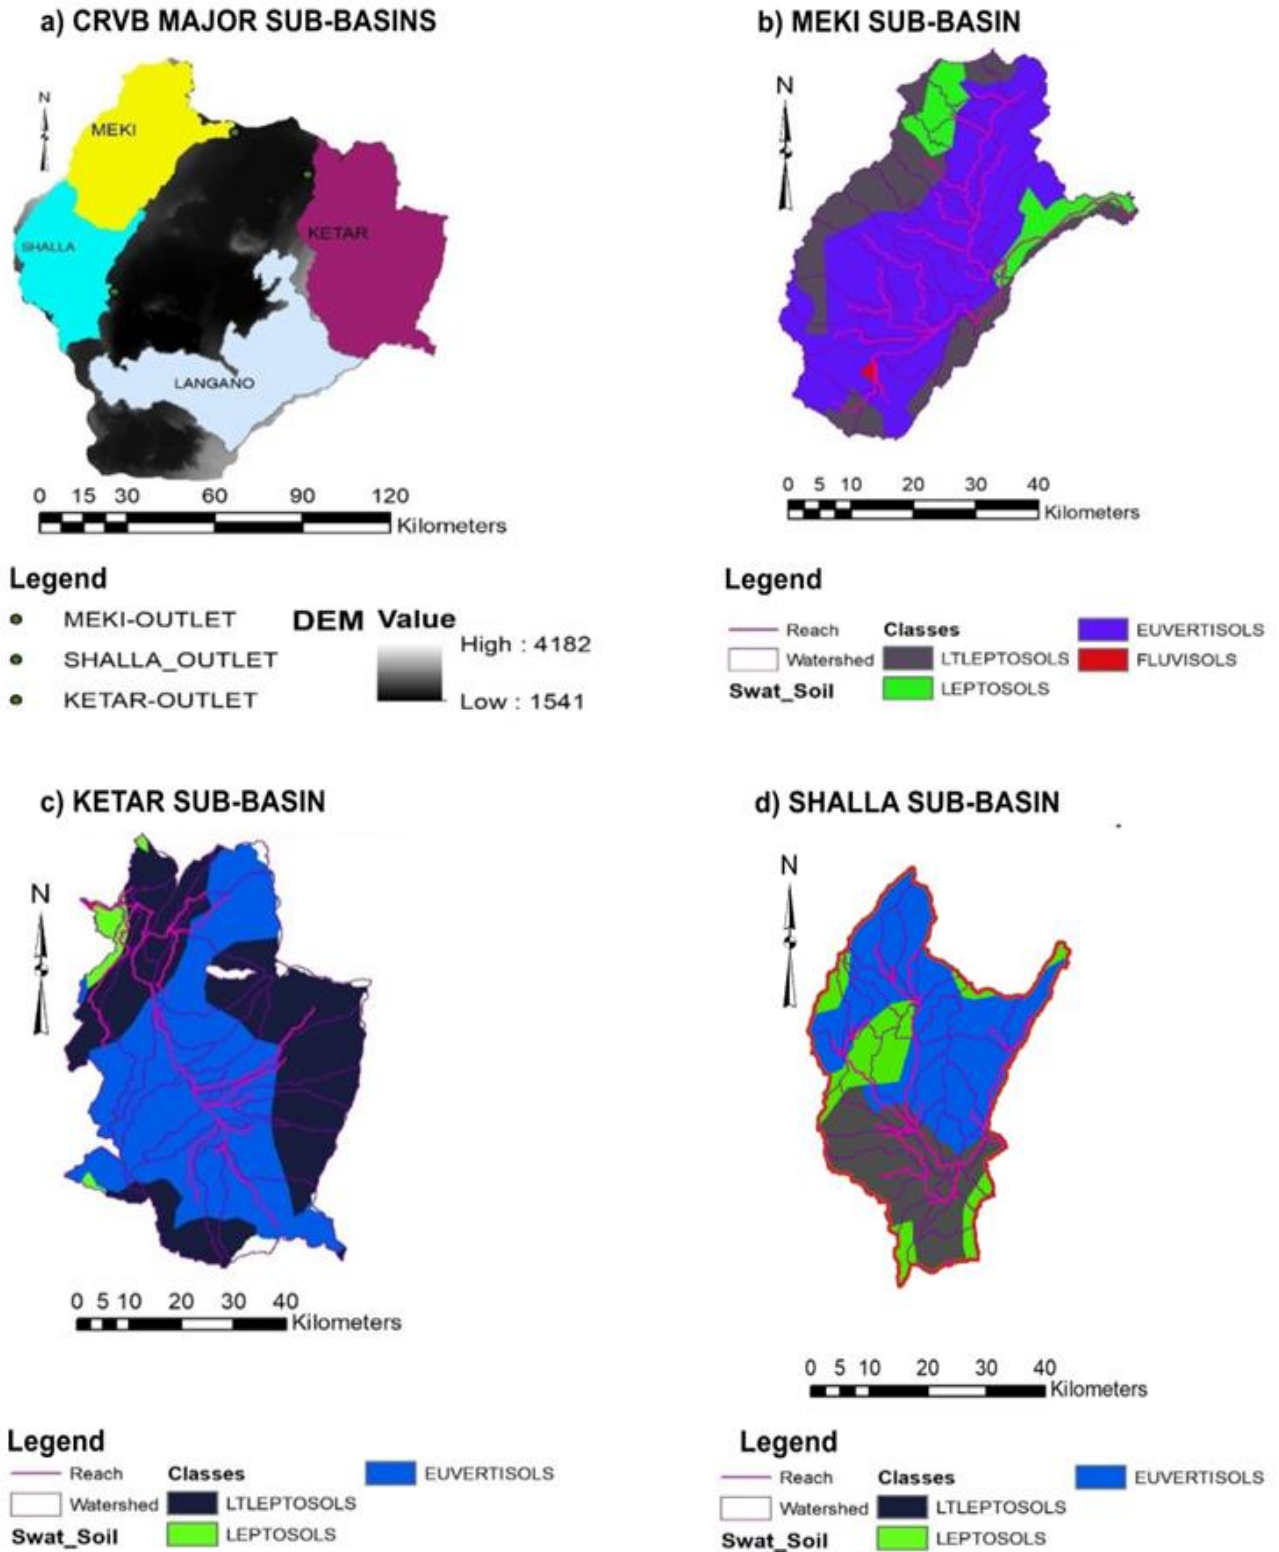 a) CRVB MAJOR SUB-BASINS
N
MEKI
SHALLA
KETAR
LANGANO
0 15 30 60 90 120
Kilometers
Legend
MEKI-OUTLET
SHALLA_OUTLET
KETAR-OUTLET
DEM Value
High : 4182
Low : 1541
b) MEKI SUB-BASIN
N
0 5 10 20 30 40
Kilometers
Legend
Reach
Watershed
Swat_Soil
Classes
LTLEPTOSOLS
LEPTOSOLS
EUVERTISOLS
FLUVISOLS
c) KETAR SUB-BASIN
N
0 5 10 20 30 40
Kilometers
Legend
Reach
Watershed
Swat_Soil
Classes
LTLEPTOSOLS
LEPTOSOLS
EUVERTISOLS
d) SHALLA SUB-BASIN
N
0 5 10 20 30 40
Kilometers
Legend
Reach
Watershed
Swat_Soil
Classes
LTLEPTOSOLS
LEPTOSOLS
EUVERTISOLS